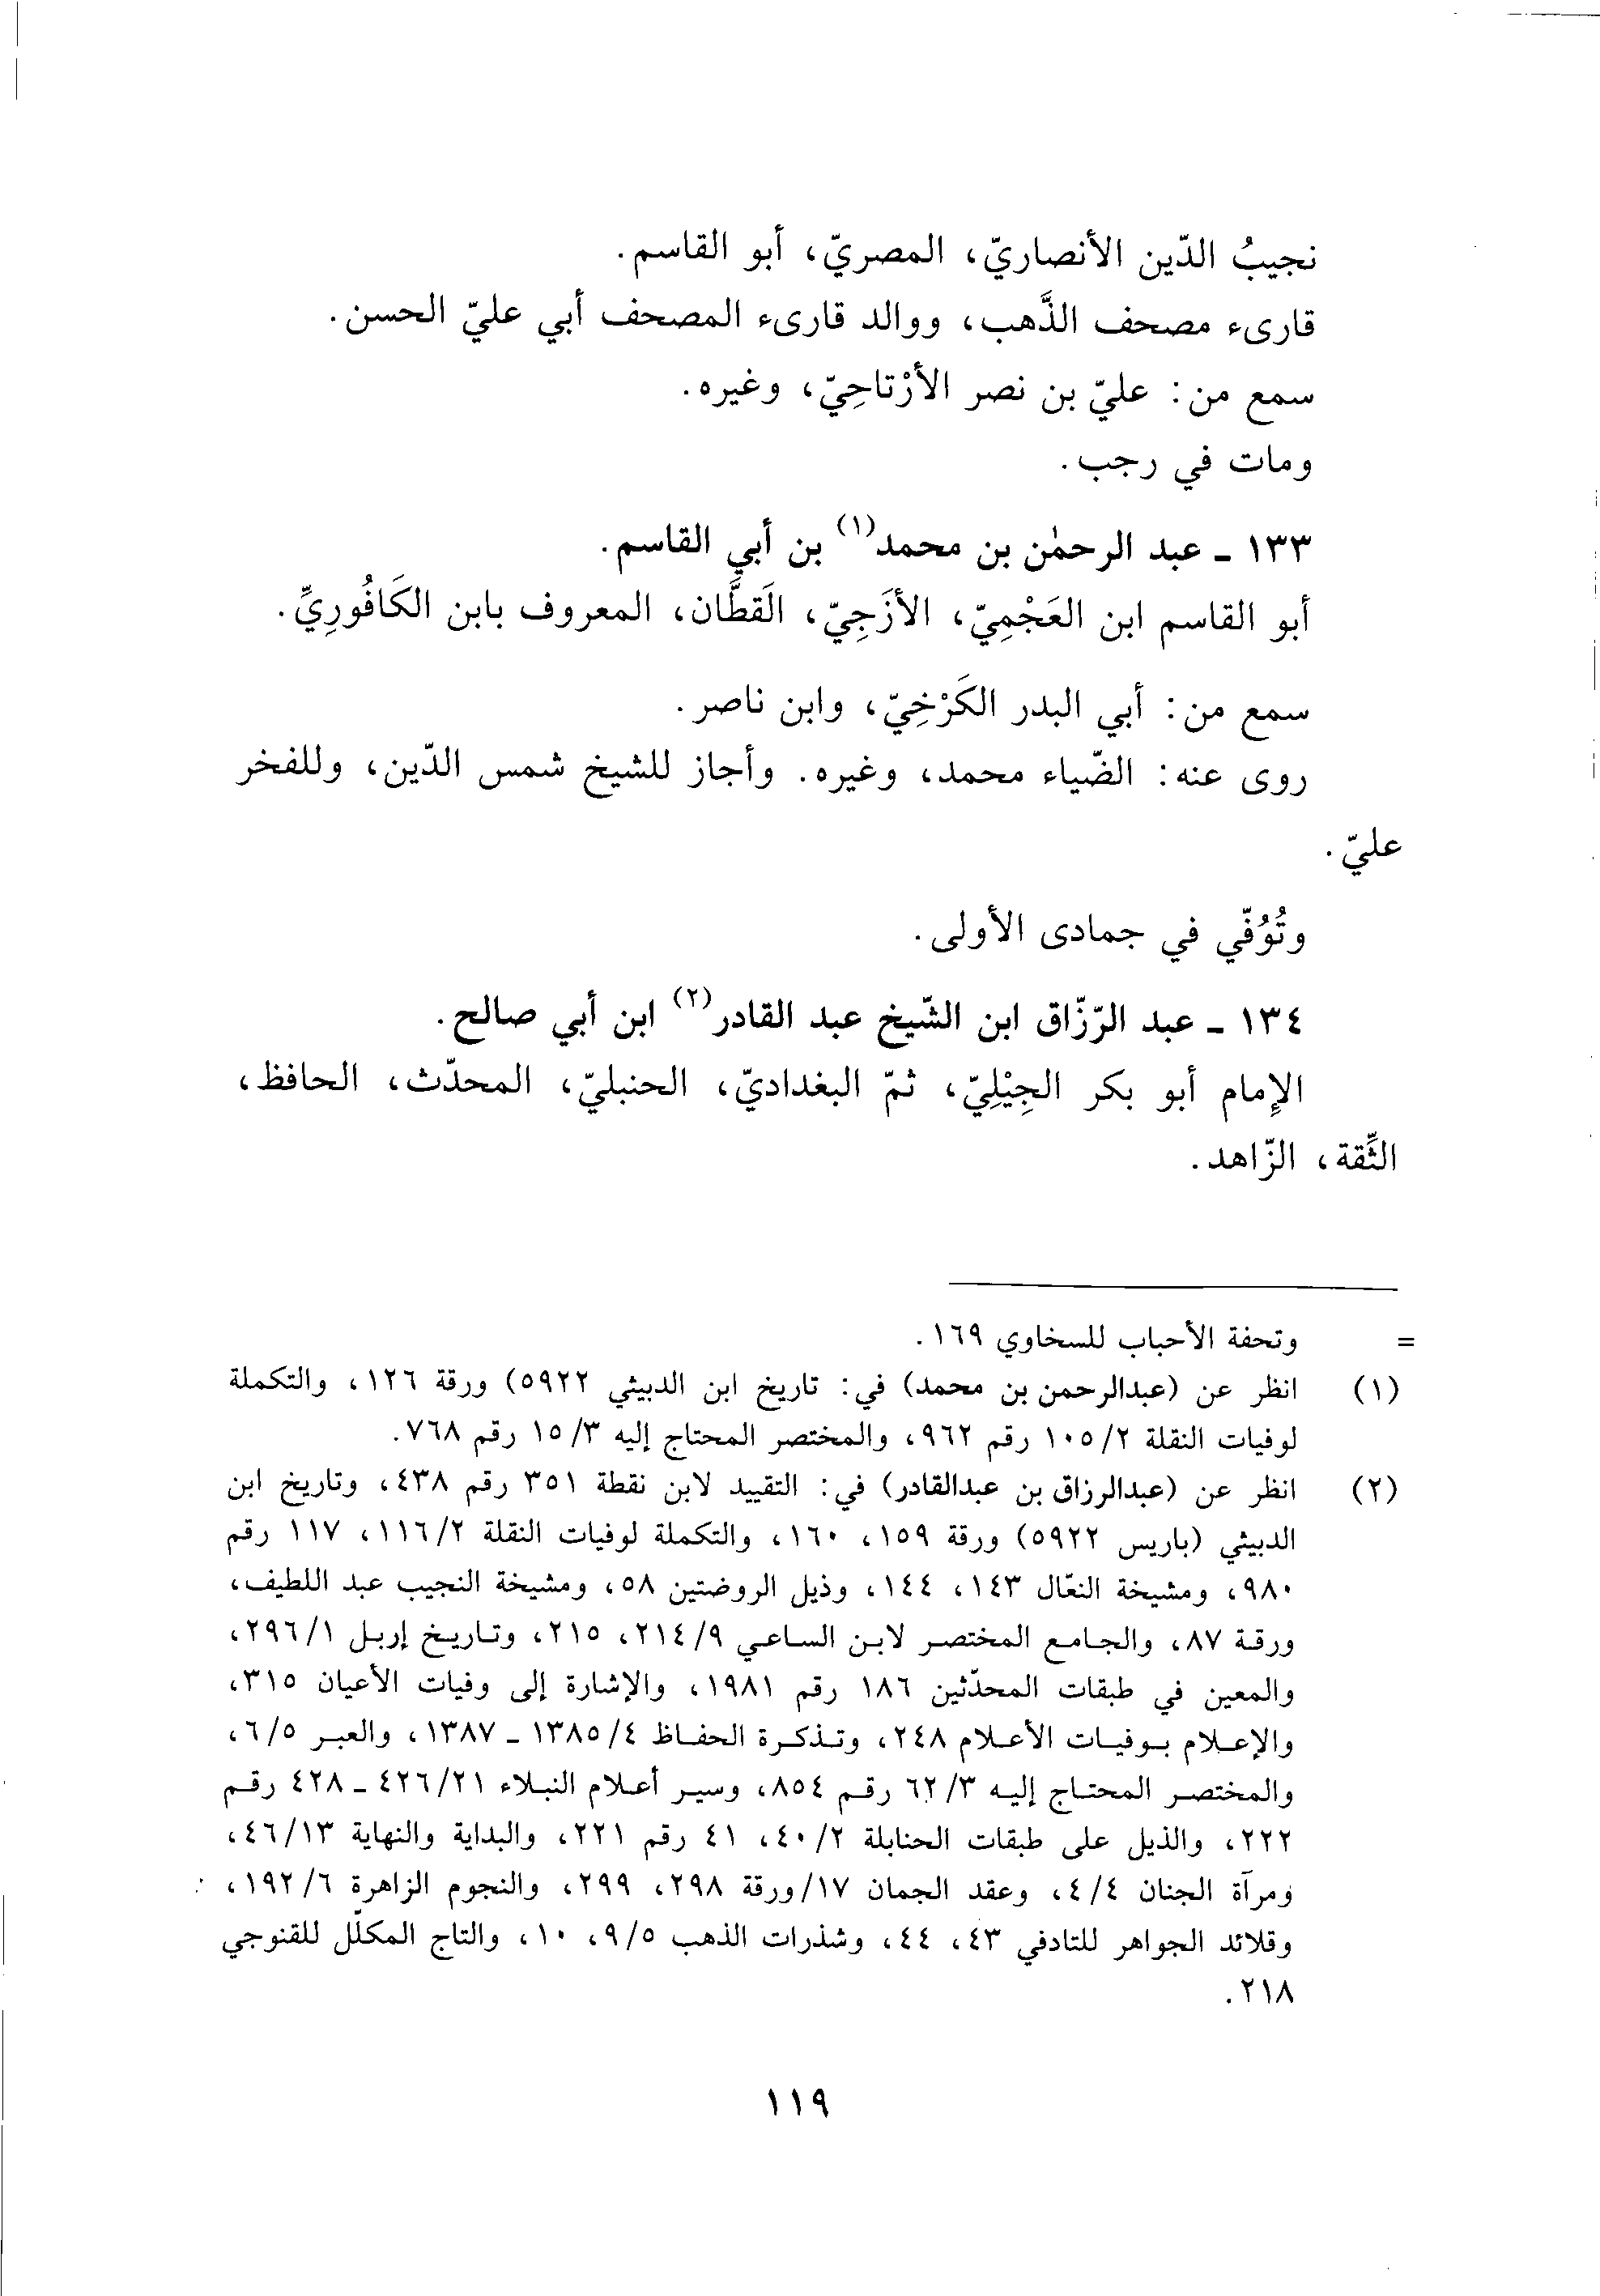 نجيبُ الدّين الأنصاريّ، المصريّ، أبو القاسم.
قارىء مصحف الذَّهب، ووالد قارىء المصحف أبي عليّ الحسن.
سمع من: عليّ بن نصر الأرْتاحِيّ، وغيره.
ومات في رجب.
١٣٣ ـ عبد الرحمٰن بن محمد(١) بن أبي القاسم.
أبو القاسم ابن العَجْمِيّ، الأزَجِيّ، القَطَّان، المعروف بابن الكَافُورِيِّ.
سمع من: أبي البدر الكَرْخِيّ، وابن ناصر.
روى عنه: الضّياء محمد، وغيره. وأجاز للشيخ شمس الدّين، وللفخر
عليّ.
وتُوُفّي في جمادى الأولى.
١٣٤ ـ عبد الرّزّاق ابن الشّيخ عبد القادر(٢) ابن أبي صالح.
الإمام أبو بكر الجِيْلِيّ، ثمّ البغداديّ، الحنبليّ، المحدّث، الحافظ،
الثِّقة، الزّاهد.
= وتحفة الأحباب للسخاوي ١٦٩.
(١) انظر عن (عبدالرحمن بن محمد) في: تاريخ ابن الدبيثي ٥٩٢٢) ورقة ١٢٦، والتكملة
لوفيات النقلة ١٠٥/٢ رقم ٩٦٢، والمختصر المحتاج إليه ١٥/٣ رقم ٧٦٨.
(٢) انظر عن (عبدالرزاق بن عبدالقادر) في: التقييد لابن نقطة ٣٥١ رقم ٤٣٨، وتاريخ ابن
الدبيثي (باريس ٥٩٢٢) ورقة ١٥٩، ١٦٠، والتكملة لوفيات النقلة ١١٦/٢، ١١٧ رقم
٩٨٠، ومشيخة النعّال ١٤٣، ١٤٤، وذيل الروضتين ٥٨، ومشيخة النجيب عبد اللطيف،
ورقة ٨٧، والجامع المختصر لابن الساعي ٢١٤/٩، ٢١٥، وتاريخ إربل ٢٩٦/١،
والمعين في طبقات المحدّثين ١٨٦ رقم ١٩٨١، والإشارة إلى وفيات الأعيان ٣١٥،
والإعلام بوفيات الأعلام ٢٤٨، وتذكرة الحفاظ ١٣٨٥/٤ ـ ١٣٨٧، والعبر ٦/٥،
والمختصر المحتاج إليه ٦٢/٣ رقم ٨٥٤، وسير أعلام النبلاء ٤٢٦/٢١ ـ ٤٢٨ رقم
٢٢٢، والذيل على طبقات الحنابلة ٤٠/٢، ٤١ رقم ٢٢١، والبداية والنهاية ٤٦/١٣،
ومرآة الجنان ٤/٤، وعقد الجمان ١٧/ورقة ٢٩٨، ٢٩٩، والنجوم الزاهرة ١٩٢/٦،
وقلائد الجواهر للتادفي ٤٣، ٤٤، وشذرات الذهب ٩/٥، ١٠، والتاج المكلّل للقنوجي
٢١٨.
١١٩